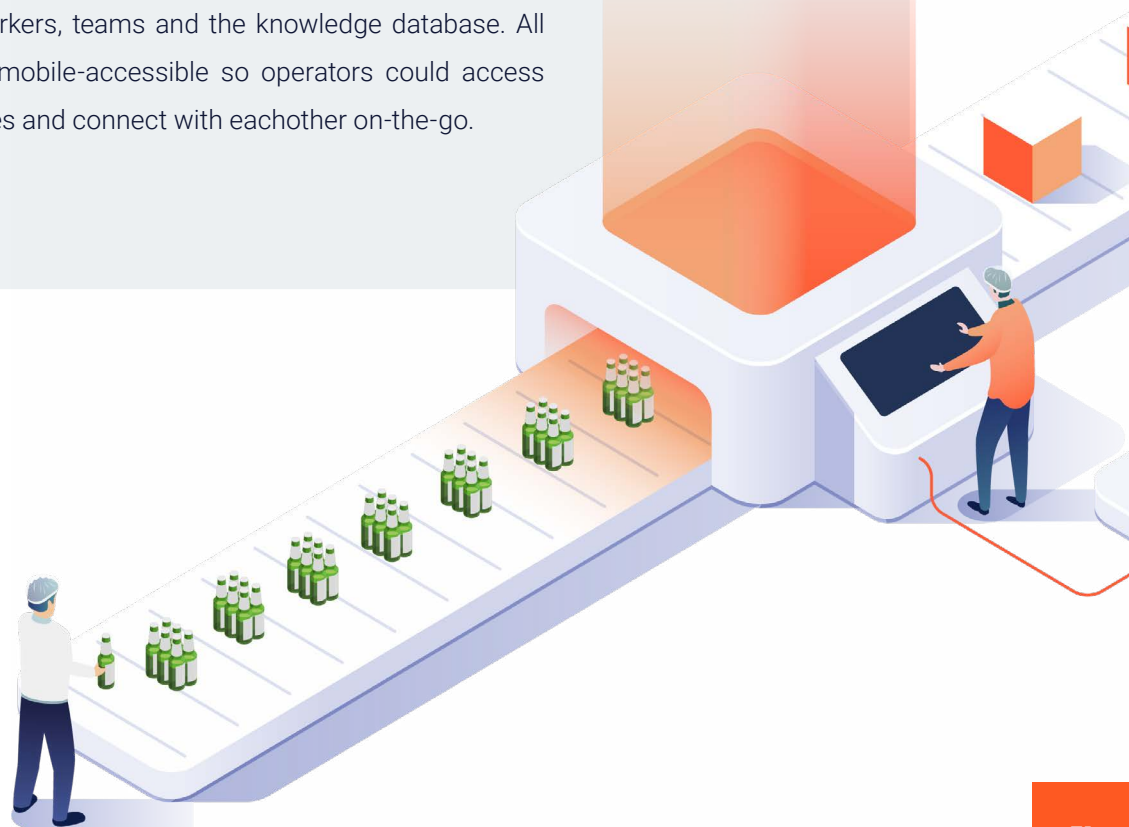 rkers, teams and the knowledge database. All
mobile-accessible so operators could access
es and connect with eachother on-the-go.